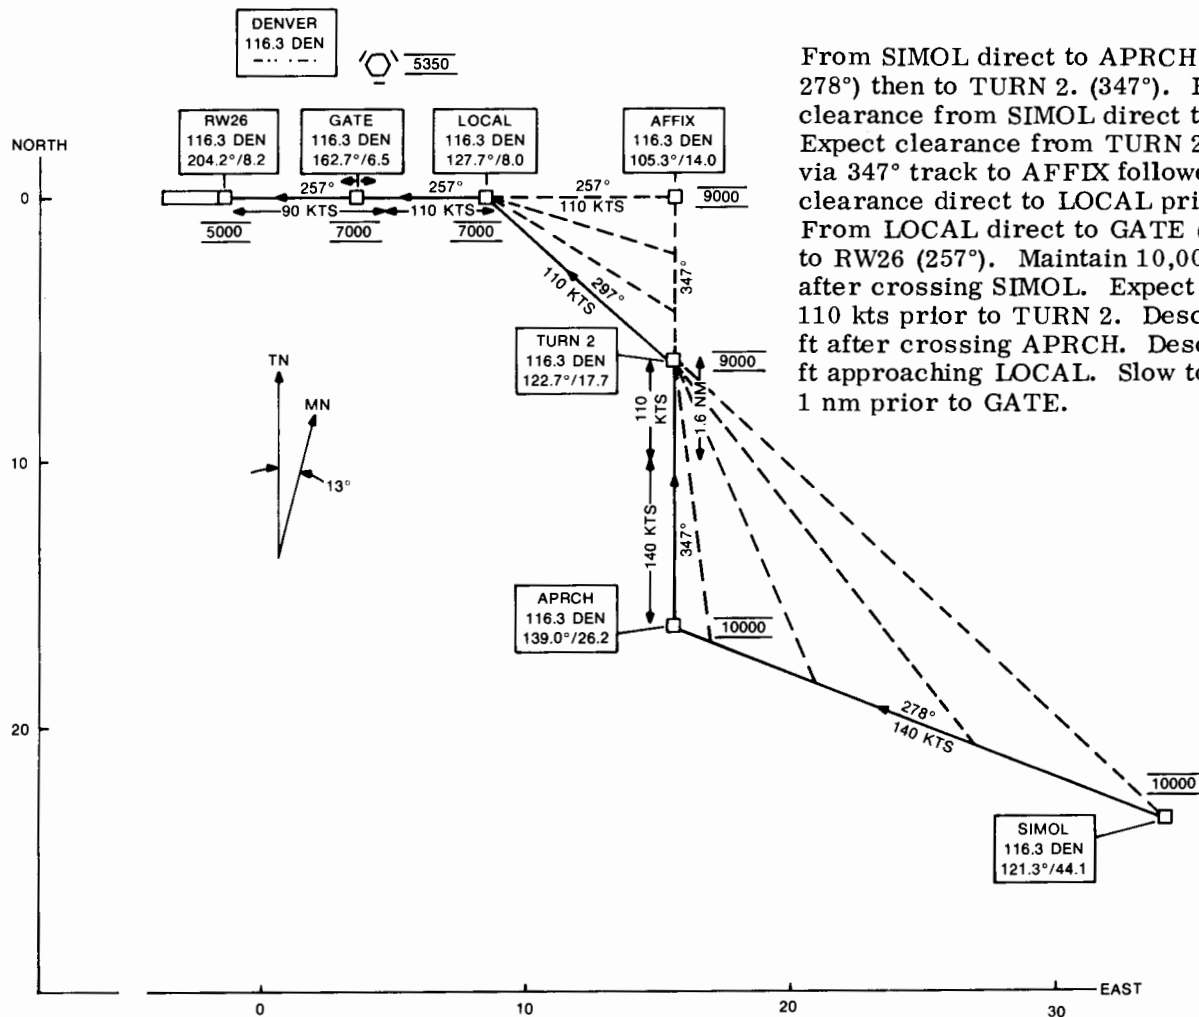 DENVER
116.3 DEN
–·· · –·
5350
From SIMOL direct to APRCH
278°) then to TURN 2. (347°).
clearance from SIMOL direct
Expect clearance from TURN 2
via 347° track to AFFIX
clearance direct to LOCAL
From LOCAL direct to GATE
to RW26 (257°). Maintain
after crossing SIMOL. Expect
110 kts prior to TURN 2.
ft after crossing APRCH.
ft approaching LOCAL. Slow
1 nm prior to GATE.
RW26
116.3 DEN
204.2°/8.2
GATE
116.3 DEN
162.7°/6.5
LOCAL
116.3 DEN
127.7°/8.0
AFFIX
116.3 DEN
105.3°/14.0
NORTH
0
257°
90 KTS
257°
110 KTS
257°
110 KTS
9000
5000
7000
7000
347°
297°
110 KTS
TURN 2
116.3 DEN
122.7°/17.7
9000
TN
MN
13°
110
KTS
1.6 NM
10
140 KTS
347°
APRCH
116.3 DEN
139.0°/26.2
10000
278°
140 KTS
20
10000
SIMOL
116.3 DEN
121.3°/44.1
EAST
0
10
20
30